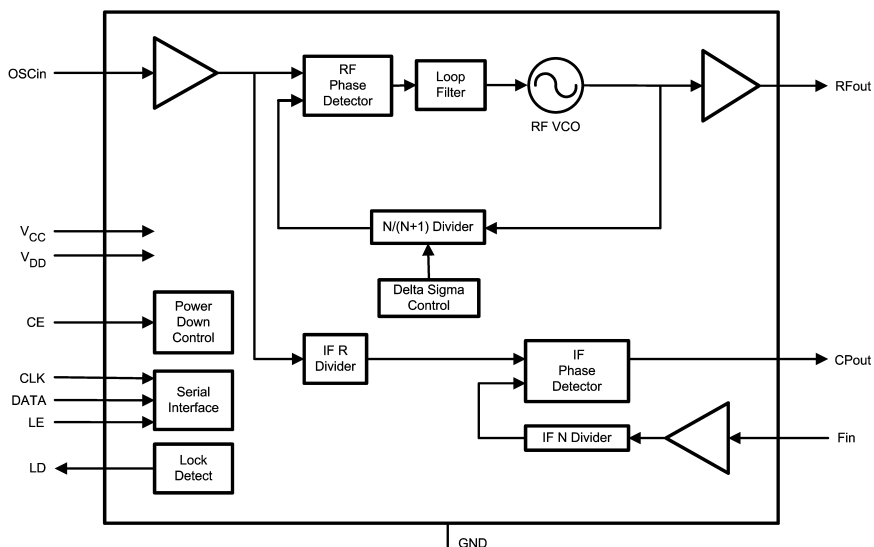 OSCin
RF
Phase
Detector
Loop
Filter
RF VCO
RFout
N/(N+1) Divider
VCC
VDD
Delta Sigma
Control
CE
Power
Down
Control
IF R
Divider
IF
Phase
Detector
CPout
CLK
DATA
LE
Serial
Interface
IF N Divider
Fin
LD
Lock
Detect
GND